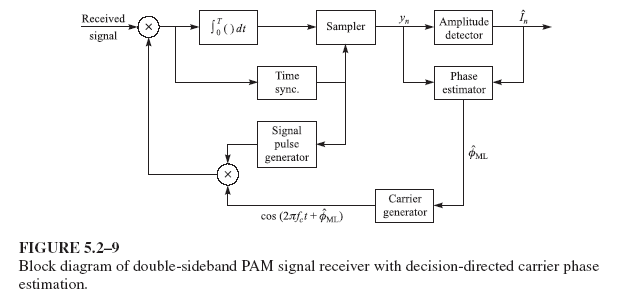 Received
signal
×
∫₀ᵀ ( ) dt
Sampler
yₙ
Amplitude
detector
Îₙ
Time
sync.
Phase
estimator
Signal
pulse
generator
ϕ̂ML
×
Carrier
generator
cos (2πf_c t + ϕ̂ML)
FIGURE 5.2–9
Block diagram of double-sideband PAM signal receiver with decision-directed carrier phase
estimation.